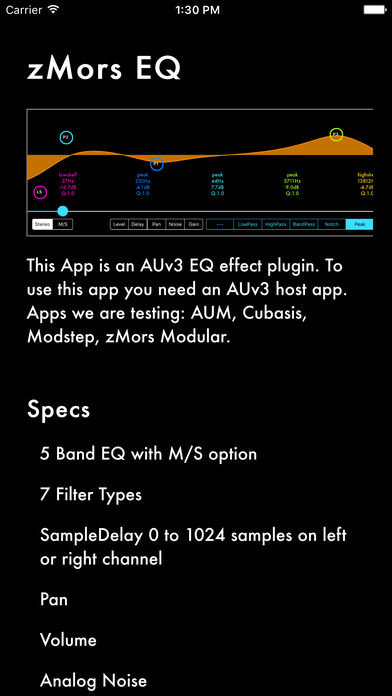 Carrier 1:30 PM
zMors EQ
P2
P1
P3
LS
lowshelf peak peak peak highshe
37Hz 230Hz 44Hz 5711Hz 13812H
-16.7dB -4.1dB 7.7dB 9.0dB -4.7d
Q:1.0 Q:1.0 Q:1.0 Q:1.0 Q:1.0
Stereo M/S Level Delay Pan Noise Gain --- LowPass HighPass BandPass Notch Peak
This App is an AUv3 EQ effect plugin. To
use this app you need an AUv3 host app.
Apps we are testing: AUM, Cubasis,
Modstep, zMors Modular.
Specs
5 Band EQ with M/S option
7 Filter Types
SampleDelay 0 to 1024 samples on left
or right channel
Pan
Volume
Analog Noise